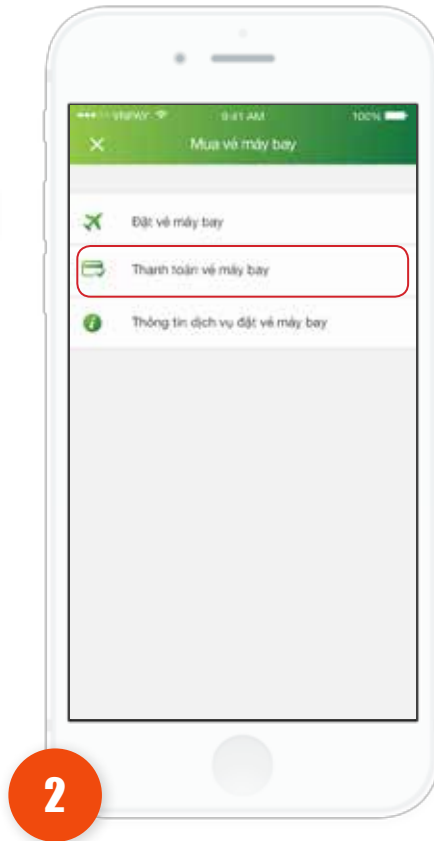 VNPAY 9:41 AM 100%
Mua vé máy bay
Đặt vé máy bay
Thanh toán vé máy bay
Thông tin dịch vụ đặt vé máy bay
2